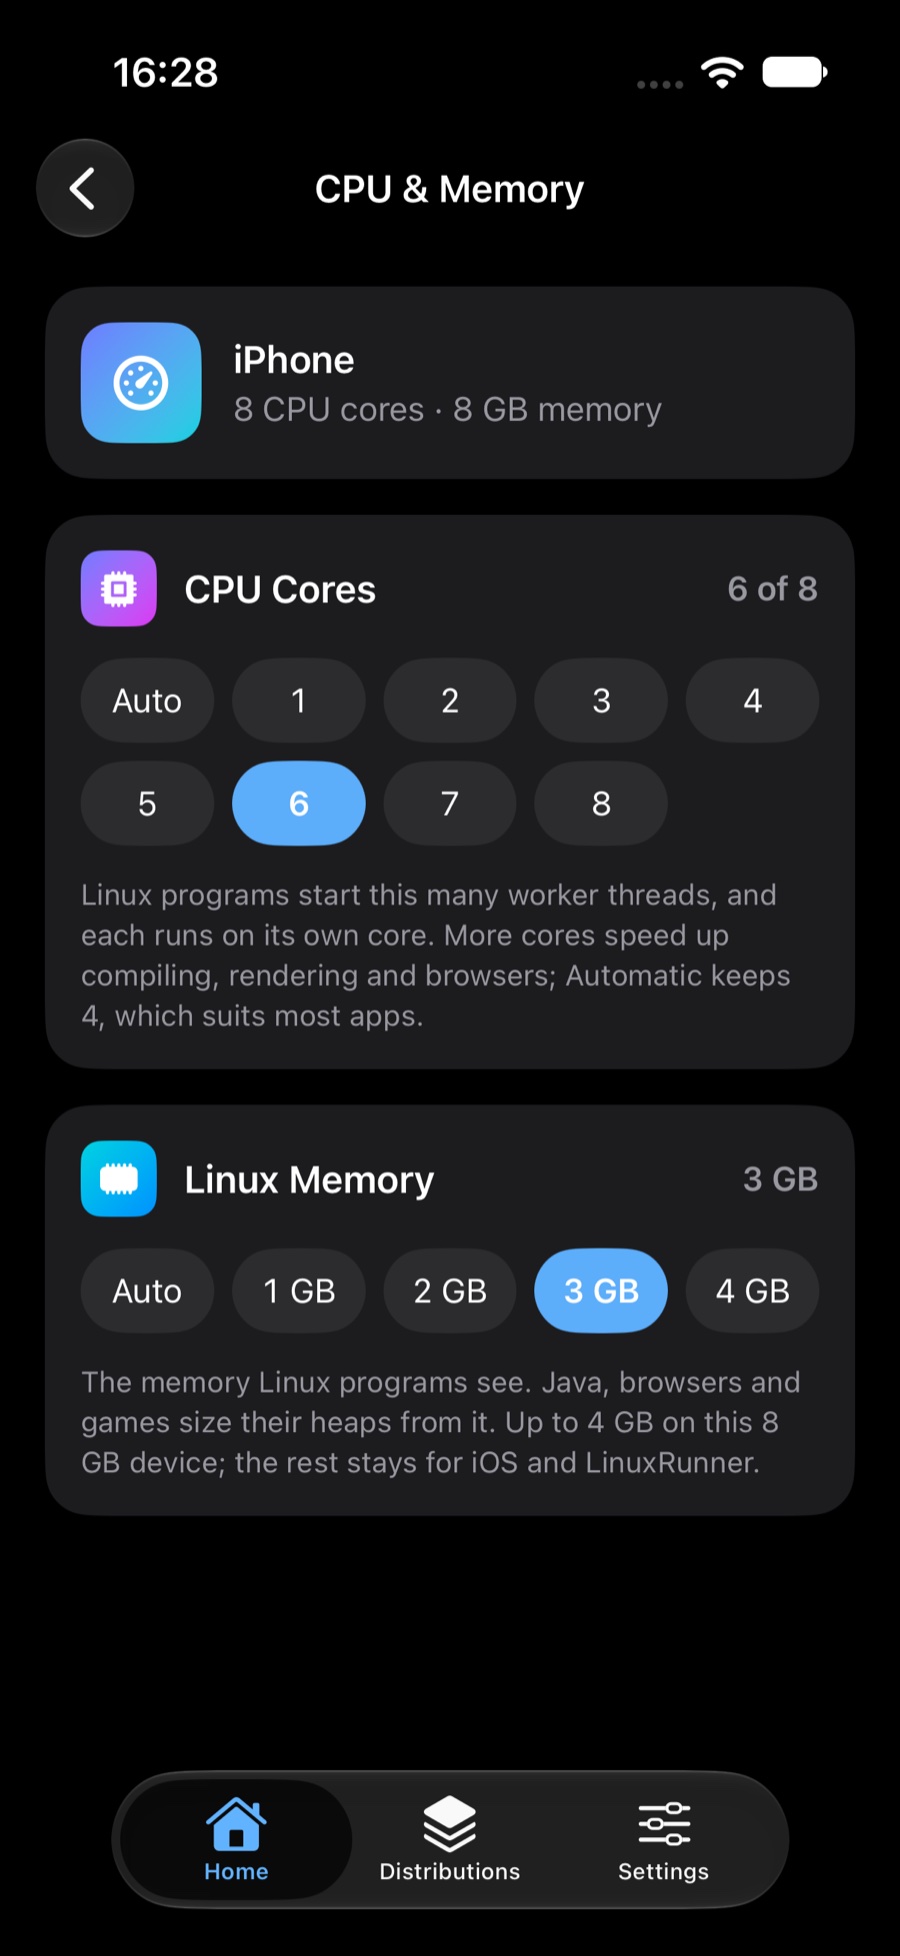 16:28
CPU & Memory
iPhone
8 CPU cores · 8 GB memory
CPU Cores
6 of 8
Auto
1
2
3
4
5
6
7
8
Linux programs start this many worker threads, and
each runs on its own core. More cores speed up
compiling, rendering and browsers; Automatic keeps
4, which suits most apps.
Linux Memory
3 GB
Auto
1 GB
2 GB
3 GB
4 GB
The memory Linux programs see. Java, browsers and
games size their heaps from it. Up to 4 GB on this 8
GB device; the rest stays for iOS and LinuxRunner.
Home
Distributions
Settings